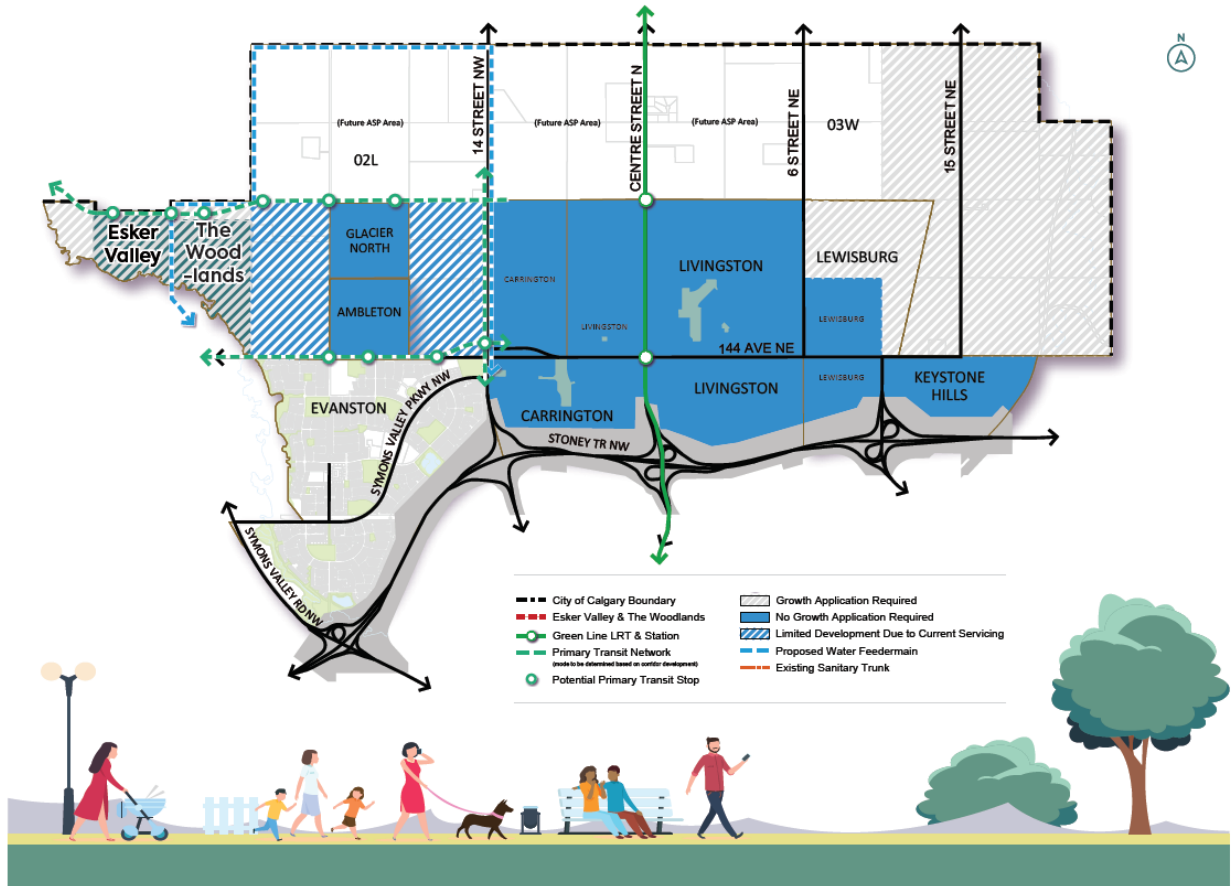 N
14 STREET NW
CENTRE STREET N
6 STREET NE
15 STREET NE
(Future ASP Area)
(Future ASP Area)
(Future ASP Area)
02L
03W
Esker
Valley
The
Wood
-lands
GLACIER
NORTH
AMBLETON
CARRINGTON
LIVINGSTON
LIVINGSTON
LEWISBURG
LEWISBURG
144 AVE NE
EVANSTON
SYMONS VALLEY PKWY NW
CARRINGTON
LIVINGSTON
LEWISBURG
KEYSTONE
HILLS
STONEY TR NW
SYMONS VALLEY RD NW
City of Calgary Boundary
Esker Valley & The Woodlands
Green Line LRT & Station
Primary Transit Network
(mode to be determined based on corridor development)
Potential Primary Transit Stop
Growth Application Required
No Growth Application Required
Limited Development Due to Current Servicing
Proposed Water Feedermain
Existing Sanitary Trunk